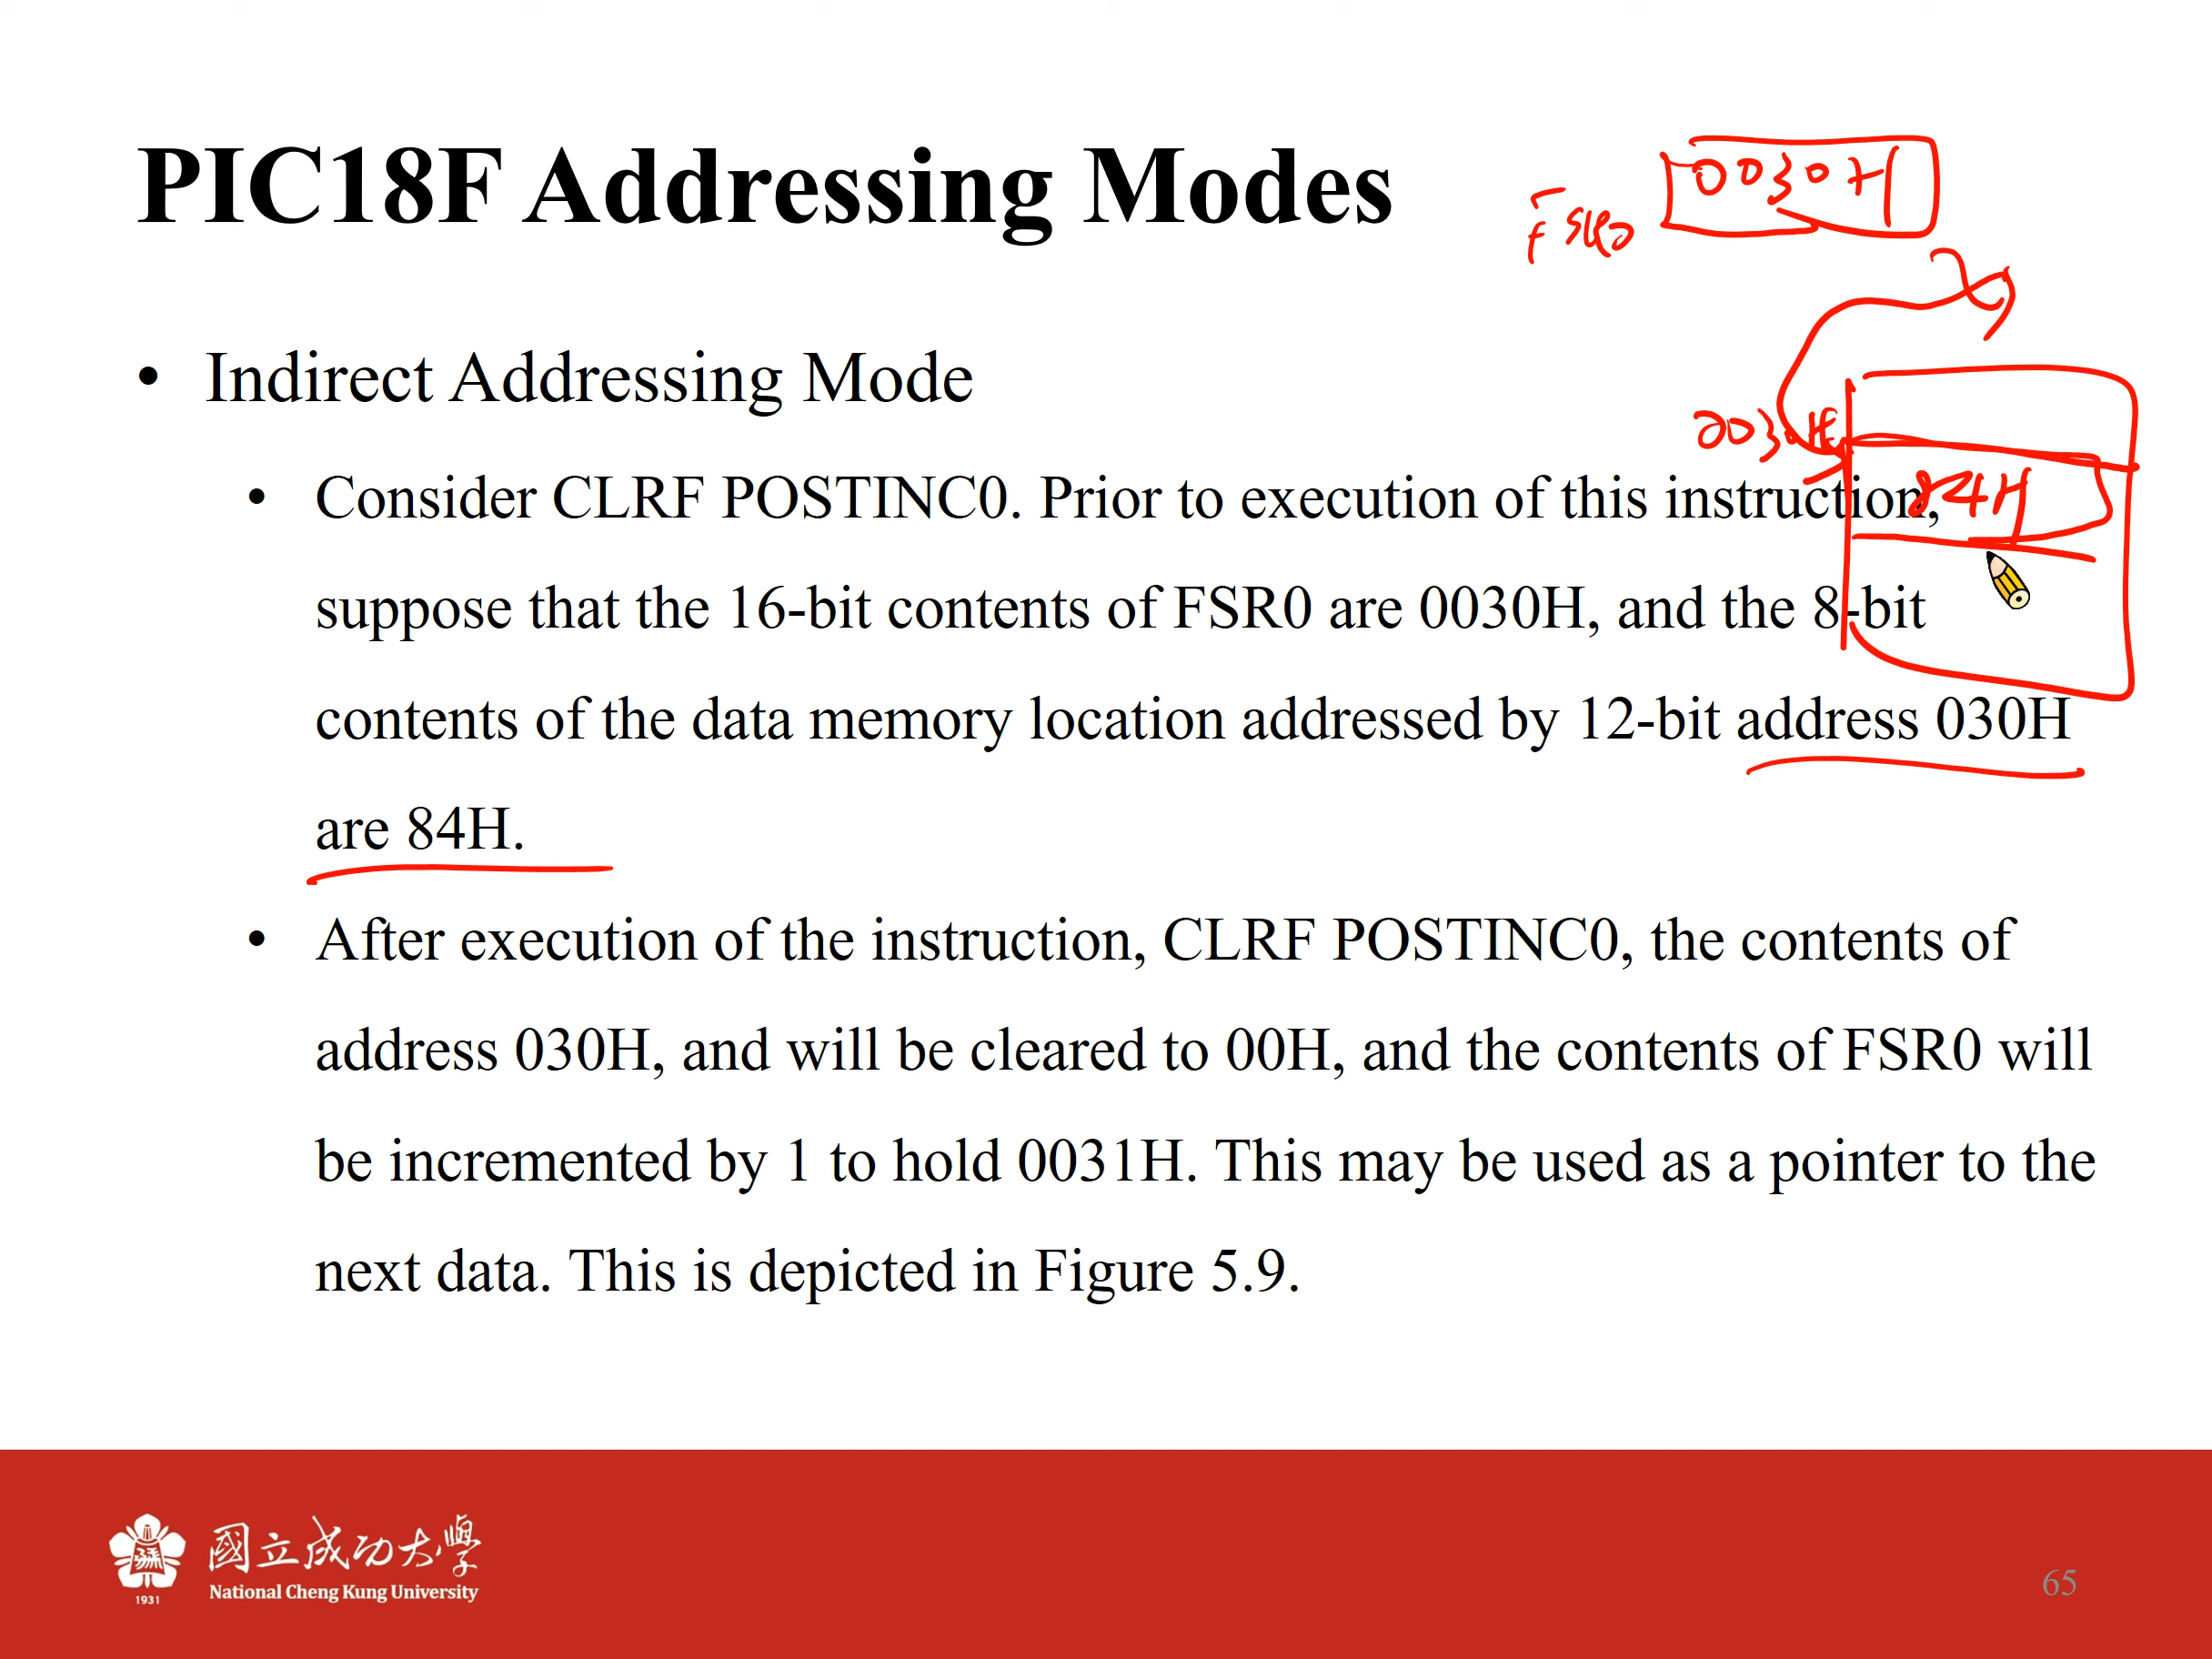 PIC18F Addressing Modes
FSR0
0030H
• Indirect Addressing Mode
0030H
84H
• Consider CLRF POSTINC0. Prior to execution of this instruction,
suppose that the 16-bit contents of FSR0 are 0030H, and the 8-bit
contents of the data memory location addressed by 12-bit address 030H
are 84H.
• After execution of the instruction, CLRF POSTINC0, the contents of
address 030H, and will be cleared to 00H, and the contents of FSR0 will
be incremented by 1 to hold 0031H. This may be used as a pointer to the
next data. This is depicted in Figure 5.9.
國立成功大學
National Cheng Kung University
1931
65